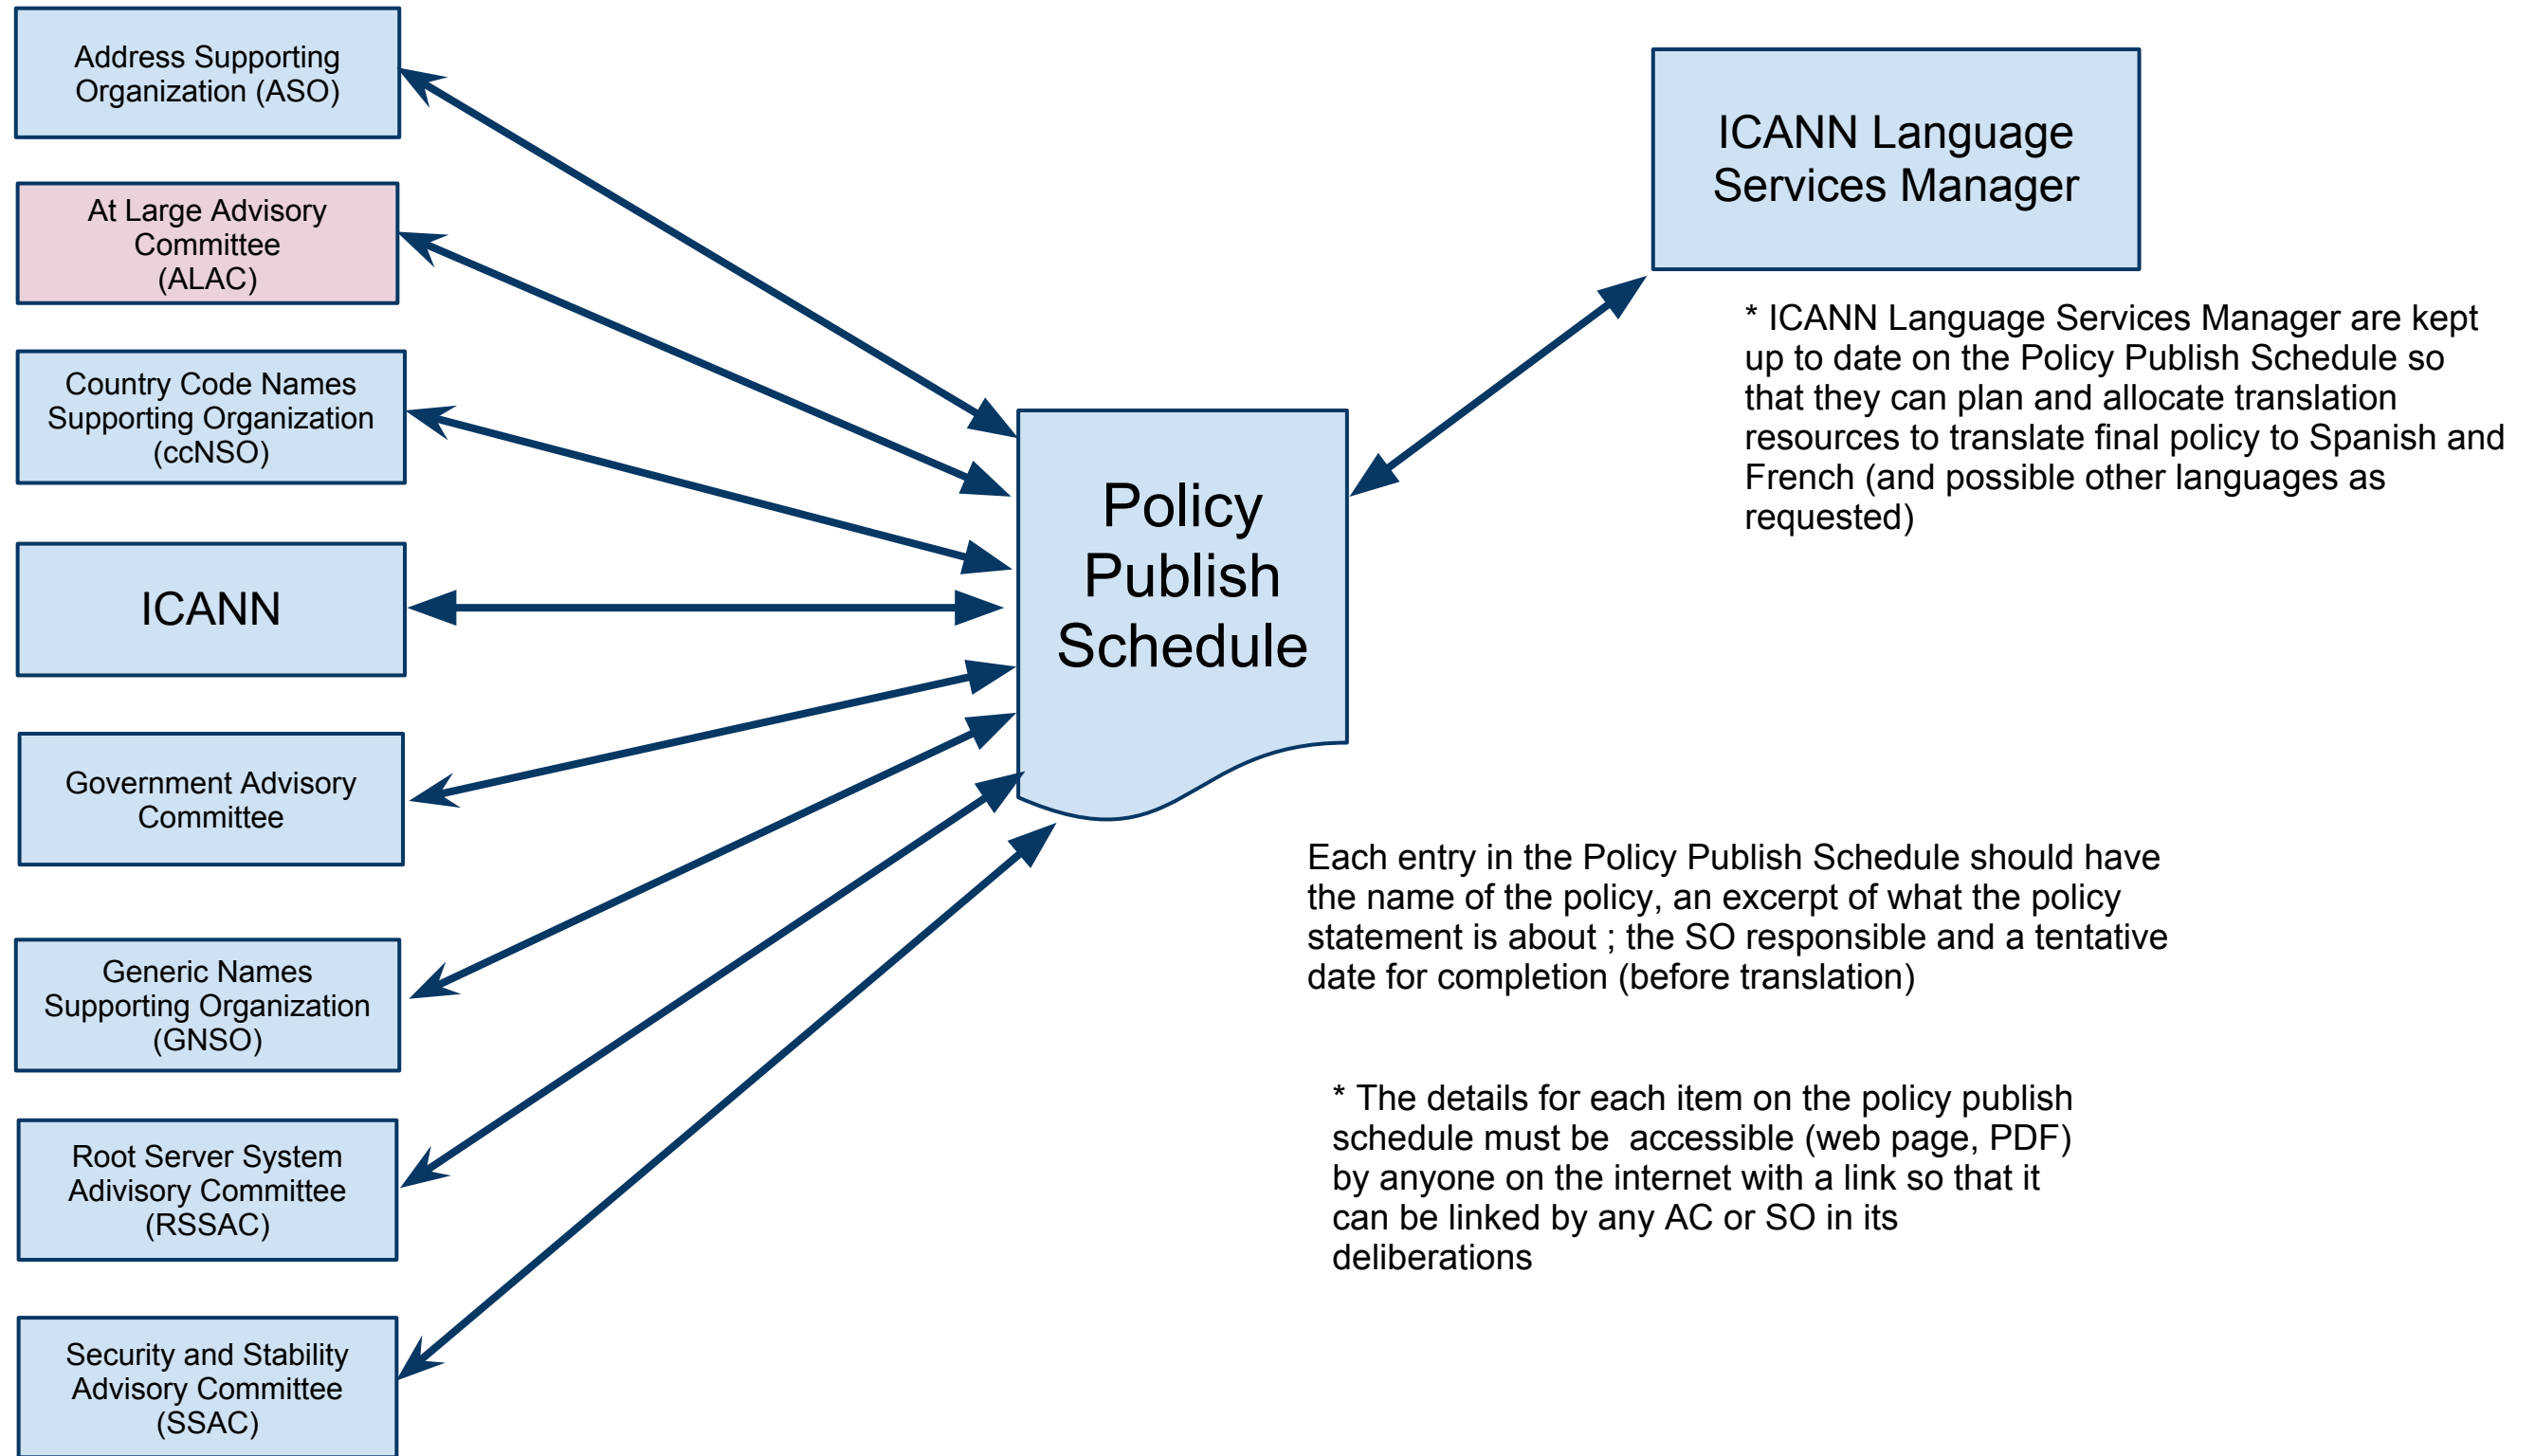 Address Supporting
Organization (ASO)
At Large Advisory
Committee
(ALAC)
Country Code Names
Supporting Organization
(ccNSO)
ICANN
Government Advisory
Committee
Generic Names
Supporting Organization
(GNSO)
Root Server System
Adivisory Committee
(RSSAC)
Security and Stability
Advisory Committee
(SSAC)
Policy
Publish
Schedule
ICANN Language
Services Manager
* ICANN Language Services Manager are kept
up to date on the Policy Publish Schedule so
that they can plan and allocate translation
resources to translate final policy to Spanish and
French (and possible other languages as
requested)
Each entry in the Policy Publish Schedule should have
the name of the policy, an excerpt of what the policy
statement is about ; the SO responsible and a tentative
date for completion (before translation)
* The details for each item on the policy publish
schedule must be  accessible (web page, PDF)
by anyone on the internet with a link so that it
can be linked by any AC or SO in its
deliberations